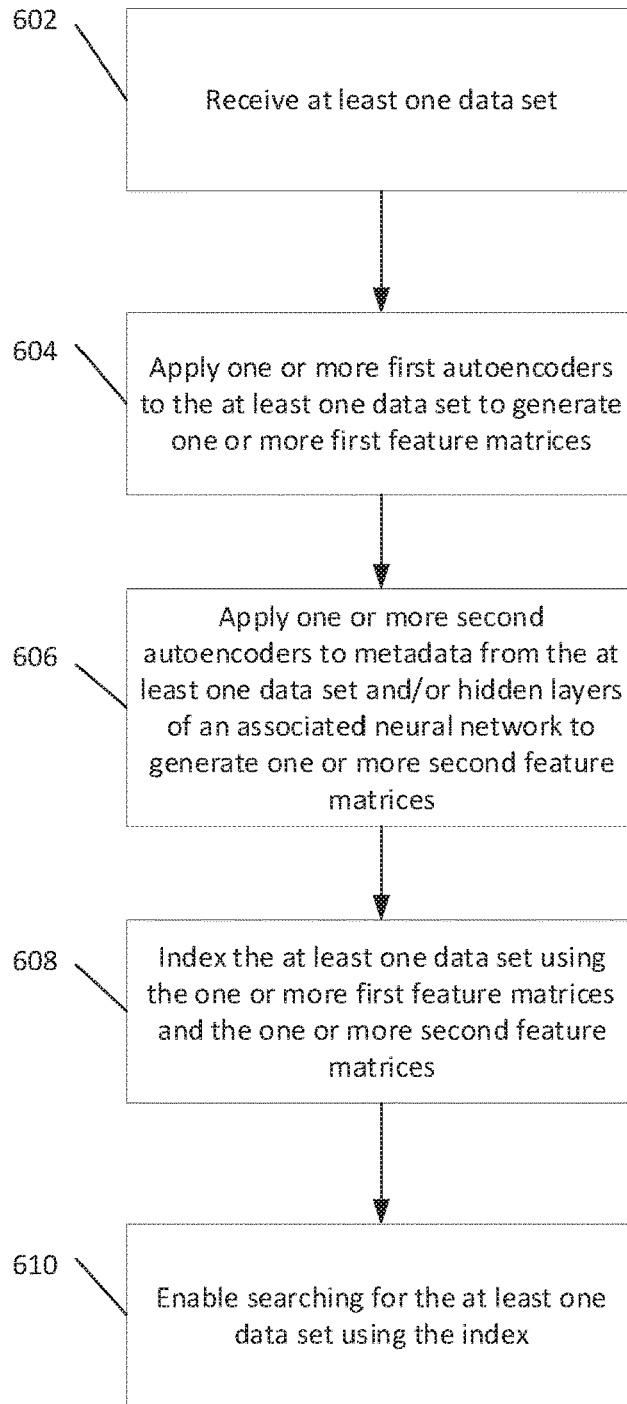 602
Receive at least one data set
604
Apply one or more first autoencoders
to the at least one data set to generate
one or more first feature matrices
606
Apply one or more second
autoencoders to metadata from the at
least one data set and/or hidden layers
of an associated neural network to
generate one or more second feature
matrices
608
Index the at least one data set using
the one or more first feature matrices
and the one or more second feature
matrices
610
Enable searching for the at least one
data set using the index